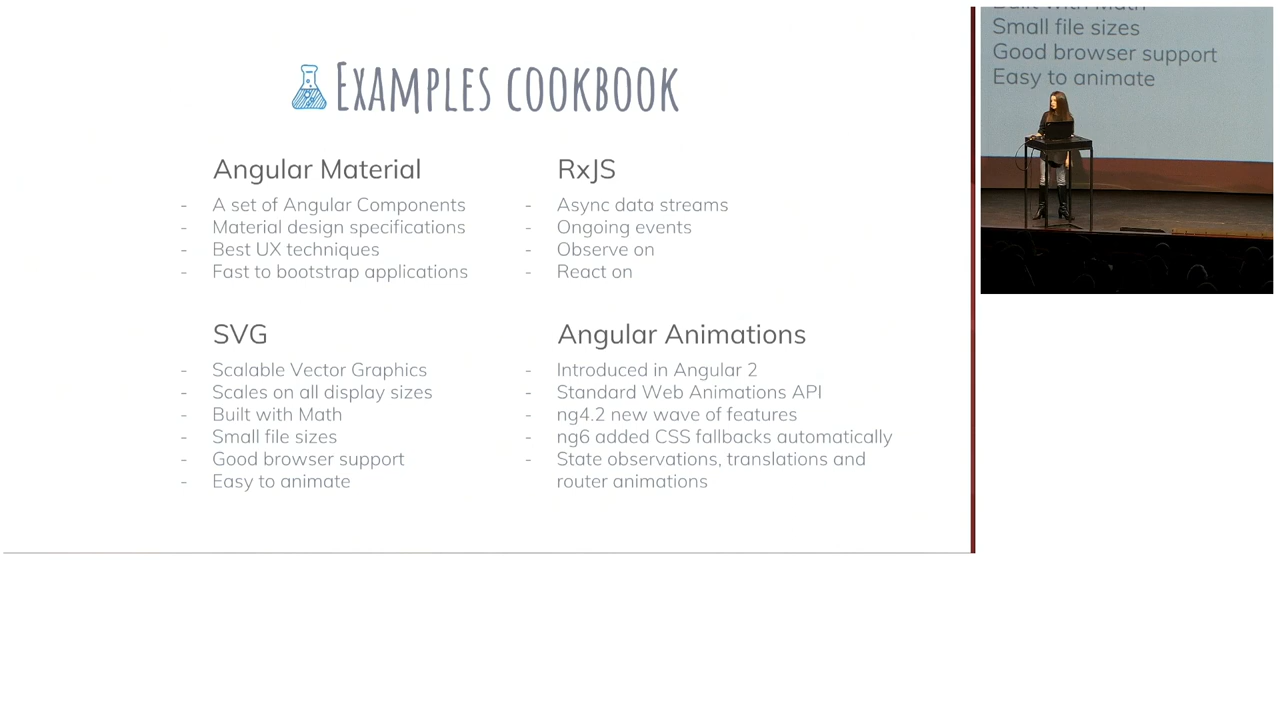 Examples cookbook
Angular Material
- A set of Angular Components
- Material design specifications
- Best UX techniques
- Fast to bootstrap applications
RxJS
- Async data streams
- Ongoing events
- Observe on
- React on
SVG
- Scalable Vector Graphics
- Scales on all display sizes
- Built with Math
- Small file sizes
- Good browser support
- Easy to animate
Angular Animations
- Introduced in Angular 2
- Standard Web Animations API
- ng4.2 new wave of features
- ng6 added CSS fallbacks automatically
- State observations, translations and
router animations
Built with Math
Small file sizes
Good browser support
Easy to animate